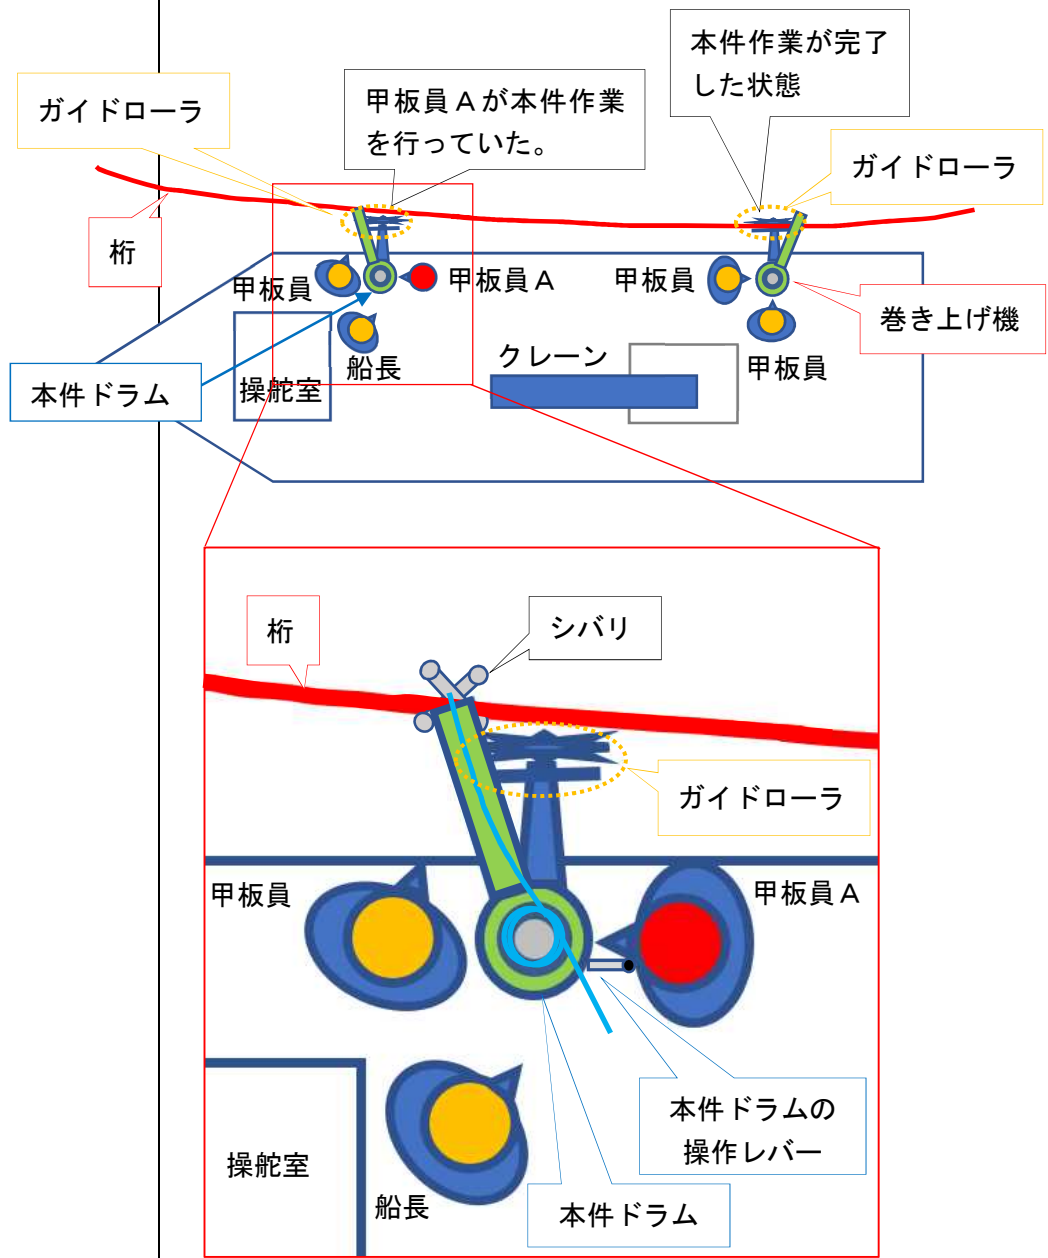 本件作業が完了
した状態
ガイドローラ
甲板員Ａが本件作業
を行っていた。
ガイドローラ
桁
甲板員
甲板員Ａ
甲板員
巻き上げ機
本件ドラム
操舵室
船長
クレーン
甲板員
桁
シバリ
ガイドローラ
甲板員
甲板員Ａ
本件ドラムの
操作レバー
操舵室
船長
本件ドラム